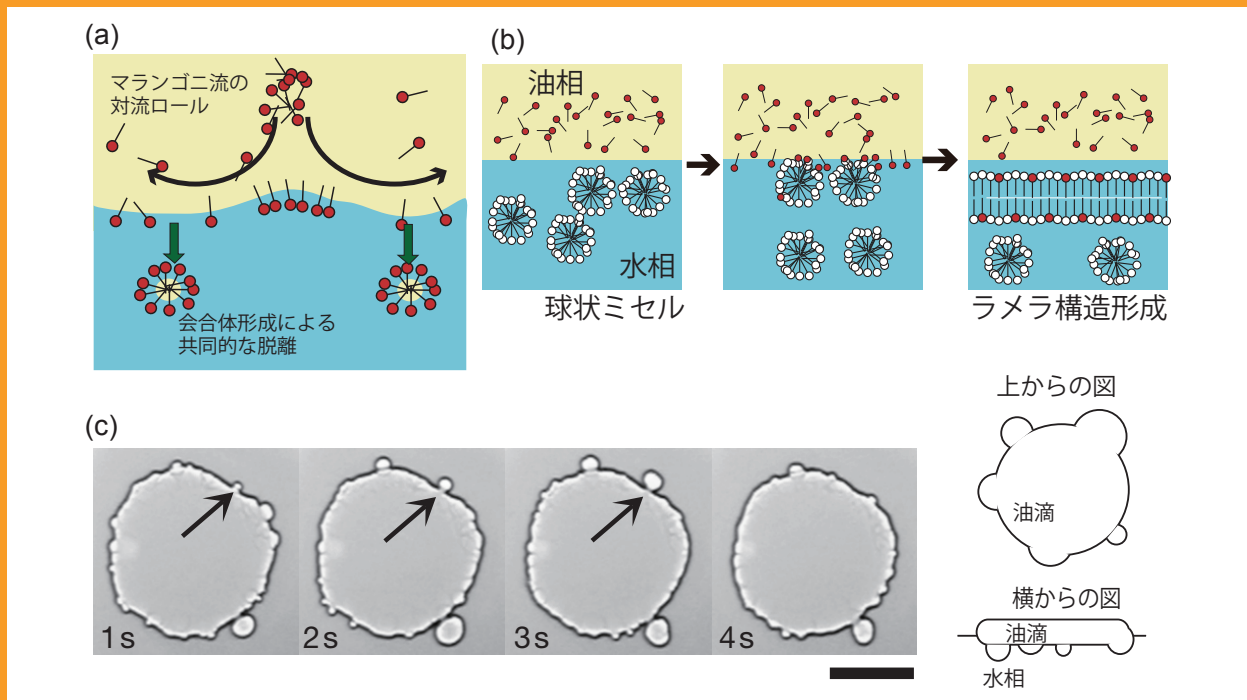 (a)
マランゴニ流の
対流ロール
会合体形成による
共同的な脱離
(b)
油相
水相
球状ミセル
ラメラ構造形成
(c)
1s
2s
3s
4s
上からの図
油滴
横からの図
油滴
水相